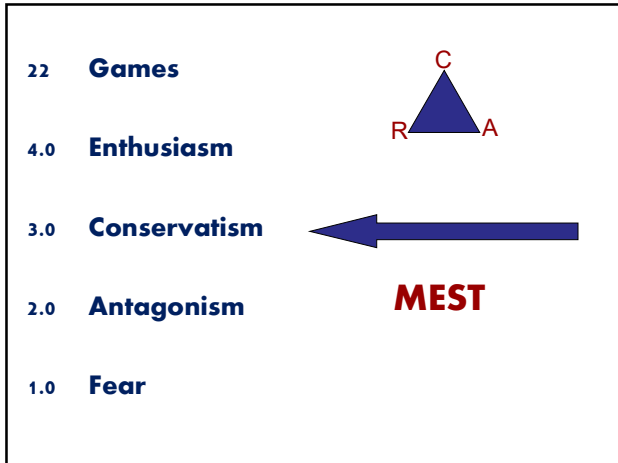 22 Games
4.0 Enthusiasm
3.0 Conservatism
2.0 Antagonism
1.0 Fear
C
R A
MEST